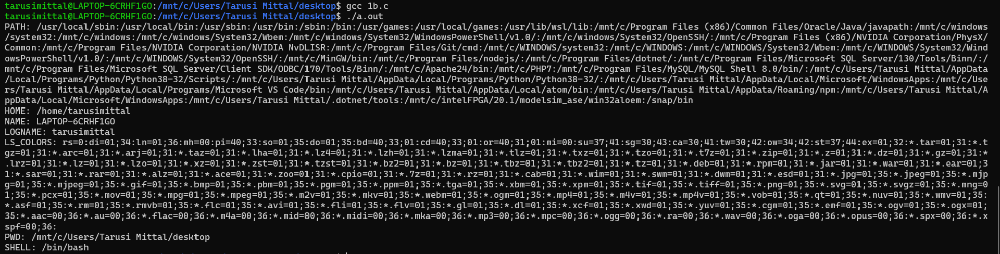 tarusimittal@LAPTOP-6CRHF1GO:/mnt/c/Users/Tarusi Mittal/desktop$ gcc 1b.c
tarusimittal@LAPTOP-6CRHF1GO:/mnt/c/Users/Tarusi Mittal/desktop$ ./a.out
PATH: /usr/local/sbin:/usr/local/bin:/usr/sbin:/usr/bin:/sbin:/bin:/usr/games:/usr/local/games:/usr/lib/wsl/lib:/mnt/c/Program Files (x86)/Common Files/Oracle/Java/javapath:/mnt/c/windows
/system32:/mnt/c/windows:/mnt/c/windows/System32/Wbem:/mnt/c/windows/System32/WindowsPowerShell/v1.0/:/mnt/c/windows/System32/OpenSSH/:/mnt/c/Program Files (x86)/NVIDIA Corporation/PhysX/
Common:/mnt/c/Program Files/NVIDIA Corporation/NVIDIA NvDLISR:/mnt/c/Program Files/Git/cmd:/mnt/c/WINDOWS/system32:/mnt/c/WINDOWS:/mnt/c/WINDOWS/System32/Wbem:/mnt/c/WINDOWS/System32/Wind
owsPowerShell/v1.0/:/mnt/c/WINDOWS/System32/OpenSSH/:/mnt/c/MinGW/bin:/mnt/c/Program Files/nodejs/:/mnt/c/Program Files/dotnet/:/mnt/c/Program Files/Microsoft SQL Server/130/Tools/Binn/:/
mnt/c/Program Files/Microsoft SQL Server/Client SDK/ODBC/170/Tools/Binn/:/mnt/c/Apache24/bin:/mnt/c/PHP7:/mnt/c/Program Files/MySQL/MySQL Shell 8.0/bin/:/mnt/c/Users/Tarusi Mittal/AppData
/Local/Programs/Python/Python38-32/Scripts/:/mnt/c/Users/Tarusi Mittal/AppData/Local/Programs/Python/Python38-32/:/mnt/c/Users/Tarusi Mittal/AppData/Local/Microsoft/WindowsApps:/mnt/c/Use
rs/Tarusi Mittal/AppData/Local/Programs/Microsoft VS Code/bin:/mnt/c/Users/Tarusi Mittal/AppData/Local/atom/bin:/mnt/c/Users/Tarusi Mittal/AppData/Roaming/npm:/mnt/c/Users/Tarusi Mittal/A
ppData/Local/Microsoft/WindowsApps:/mnt/c/Users/Tarusi Mittal/.dotnet/tools:/mnt/c/intelFPGA/20.1/modelsim_ase/win32aloem:/snap/bin
HOME: /home/tarusimittal
NAME: LAPTOP-6CRHF1GO
LOGNAME: tarusimittal
LS_COLORS: rs=0:di=01;34:ln=01;36:mh=00:pi=40;33:so=01;35:do=01;35:bd=40;33;01:cd=40;33;01:or=40;31;01:mi=00:su=37;41:sg=30;43:ca=30;41:tw=30;42:ow=34;42:st=37;44:ex=01;32:*.tar=01;31:*.t
gz=01;31:*.arc=01;31:*.arj=01;31:*.taz=01;31:*.lha=01;31:*.lz4=01;31:*.lzh=01;31:*.lzma=01;31:*.tlz=01;31:*.txz=01;31:*.tzo=01;31:*.t7z=01;31:*.zip=01;31:*.z=01;31:*.dz=01;31:*.gz=01;31:*
.lrz=01;31:*.lz=01;31:*.lzo=01;31:*.xz=01;31:*.zst=01;31:*.tzst=01;31:*.bz2=01;31:*.bz=01;31:*.tbz=01;31:*.tbz2=01;31:*.tz=01;31:*.deb=01;31:*.rpm=01;31:*.jar=01;31:*.war=01;31:*.ear=01;3
1:*.sar=01;31:*.rar=01;31:*.alz=01;31:*.ace=01;31:*.zoo=01;31:*.cpio=01;31:*.7z=01;31:*.rz=01;31:*.cab=01;31:*.wim=01;31:*.swm=01;31:*.dwm=01;31:*.esd=01;31:*.jpg=01;35:*.jpeg=01;35:*.mjp
g=01;35:*.mjpeg=01;35:*.gif=01;35:*.bmp=01;35:*.pbm=01;35:*.pgm=01;35:*.ppm=01;35:*.tga=01;35:*.xbm=01;35:*.xpm=01;35:*.tif=01;35:*.tiff=01;35:*.png=01;35:*.svg=01;35:*.svgz=01;35:*.mng=0
1;35:*.pcx=01;35:*.mov=01;35:*.mpg=01;35:*.mpeg=01;35:*.m2v=01;35:*.mkv=01;35:*.webm=01;35:*.ogm=01;35:*.mp4=01;35:*.m4v=01;35:*.mp4v=01;35:*.vob=01;35:*.qt=01;35:*.nuv=01;35:*.wmv=01;35:
*.asf=01;35:*.rm=01;35:*.rmvb=01;35:*.flc=01;35:*.avi=01;35:*.fli=01;35:*.flv=01;35:*.gl=01;35:*.dl=01;35:*.xcf=01;35:*.xwd=01;35:*.yuv=01;35:*.cgm=01;35:*.emf=01;35:*.ogv=01;35:*.ogx=01;
35:*.aac=00;36:*.au=00;36:*.flac=00;36:*.m4a=00;36:*.mid=00;36:*.midi=00;36:*.mka=00;36:*.mp3=00;36:*.mpc=00;36:*.ogg=00;36:*.ra=00;36:*.wav=00;36:*.oga=00;36:*.opus=00;36:*.spx=00;36:*.x
spf=00;36:
PWD: /mnt/c/Users/Tarusi Mittal/desktop
SHELL: /bin/bash